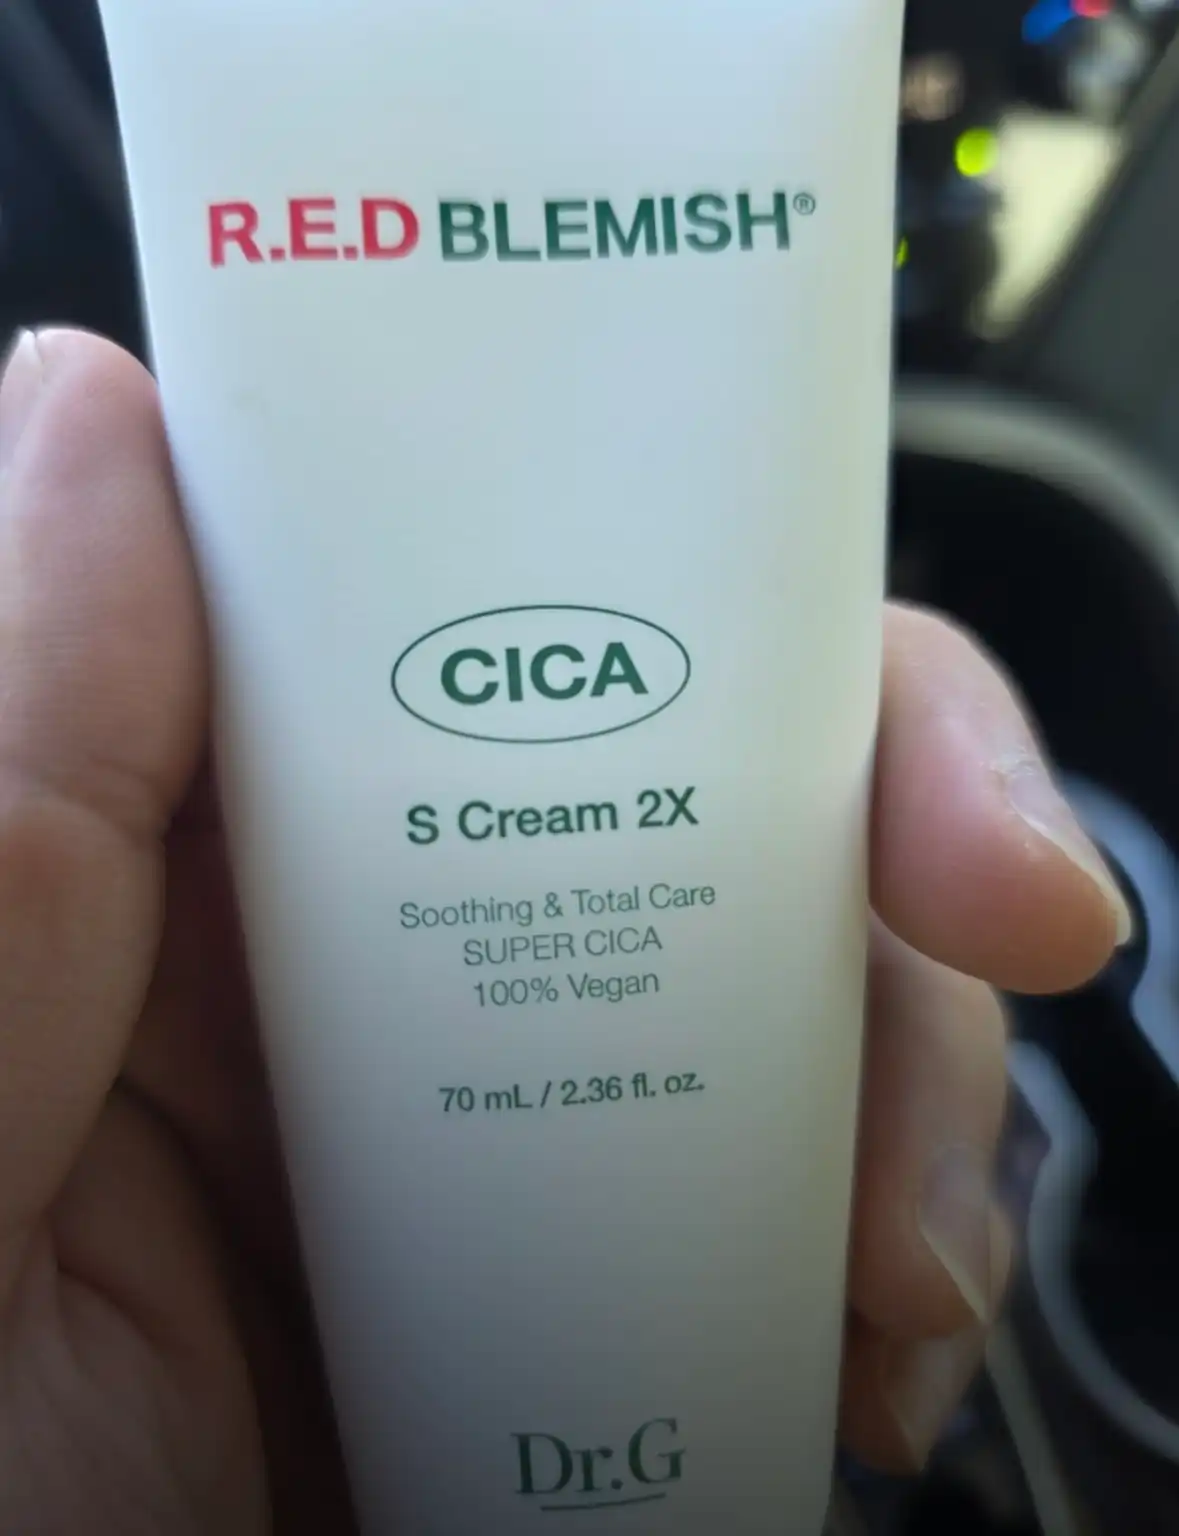 R.E.D BLEMISH®
CICA
S Cream 2X
Soothing & Total Care
SUPER CICA
100% Vegan
70 mL / 2.36 fl. oz.
Dr.G